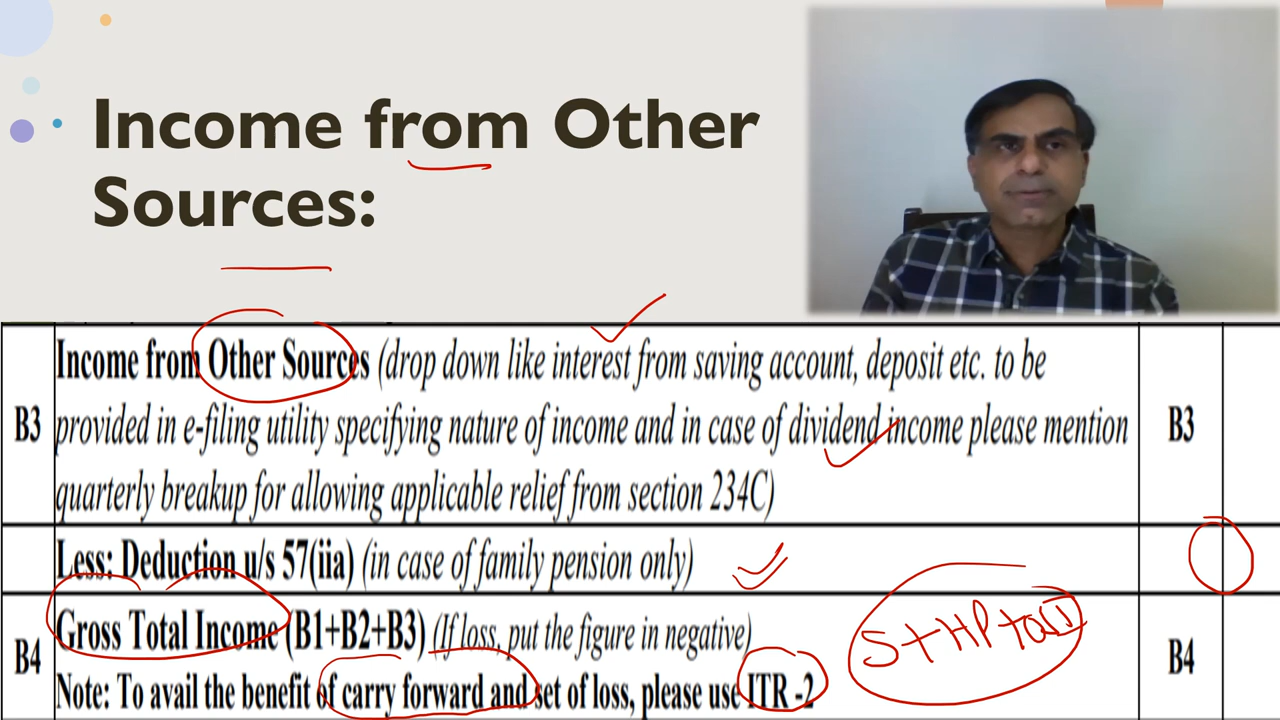 Income from Other
Sources:
Income from Other Sources (drop down like interest from saving account, deposit etc. to be
B3 provided in e-filing utility specifying nature of income and in case of dividend income please mention B3
quarterly breakup for allowing applicable relief from section 234C)
Less: Deduction u/s 57(iia) (in case of family pension only)
Gross Total Income (B1+B2+B3) (If loss, put the figure in negative)
B4 B4
Note: To avail the benefit of carry forward and set of loss, please use ITR -2
S+HP+